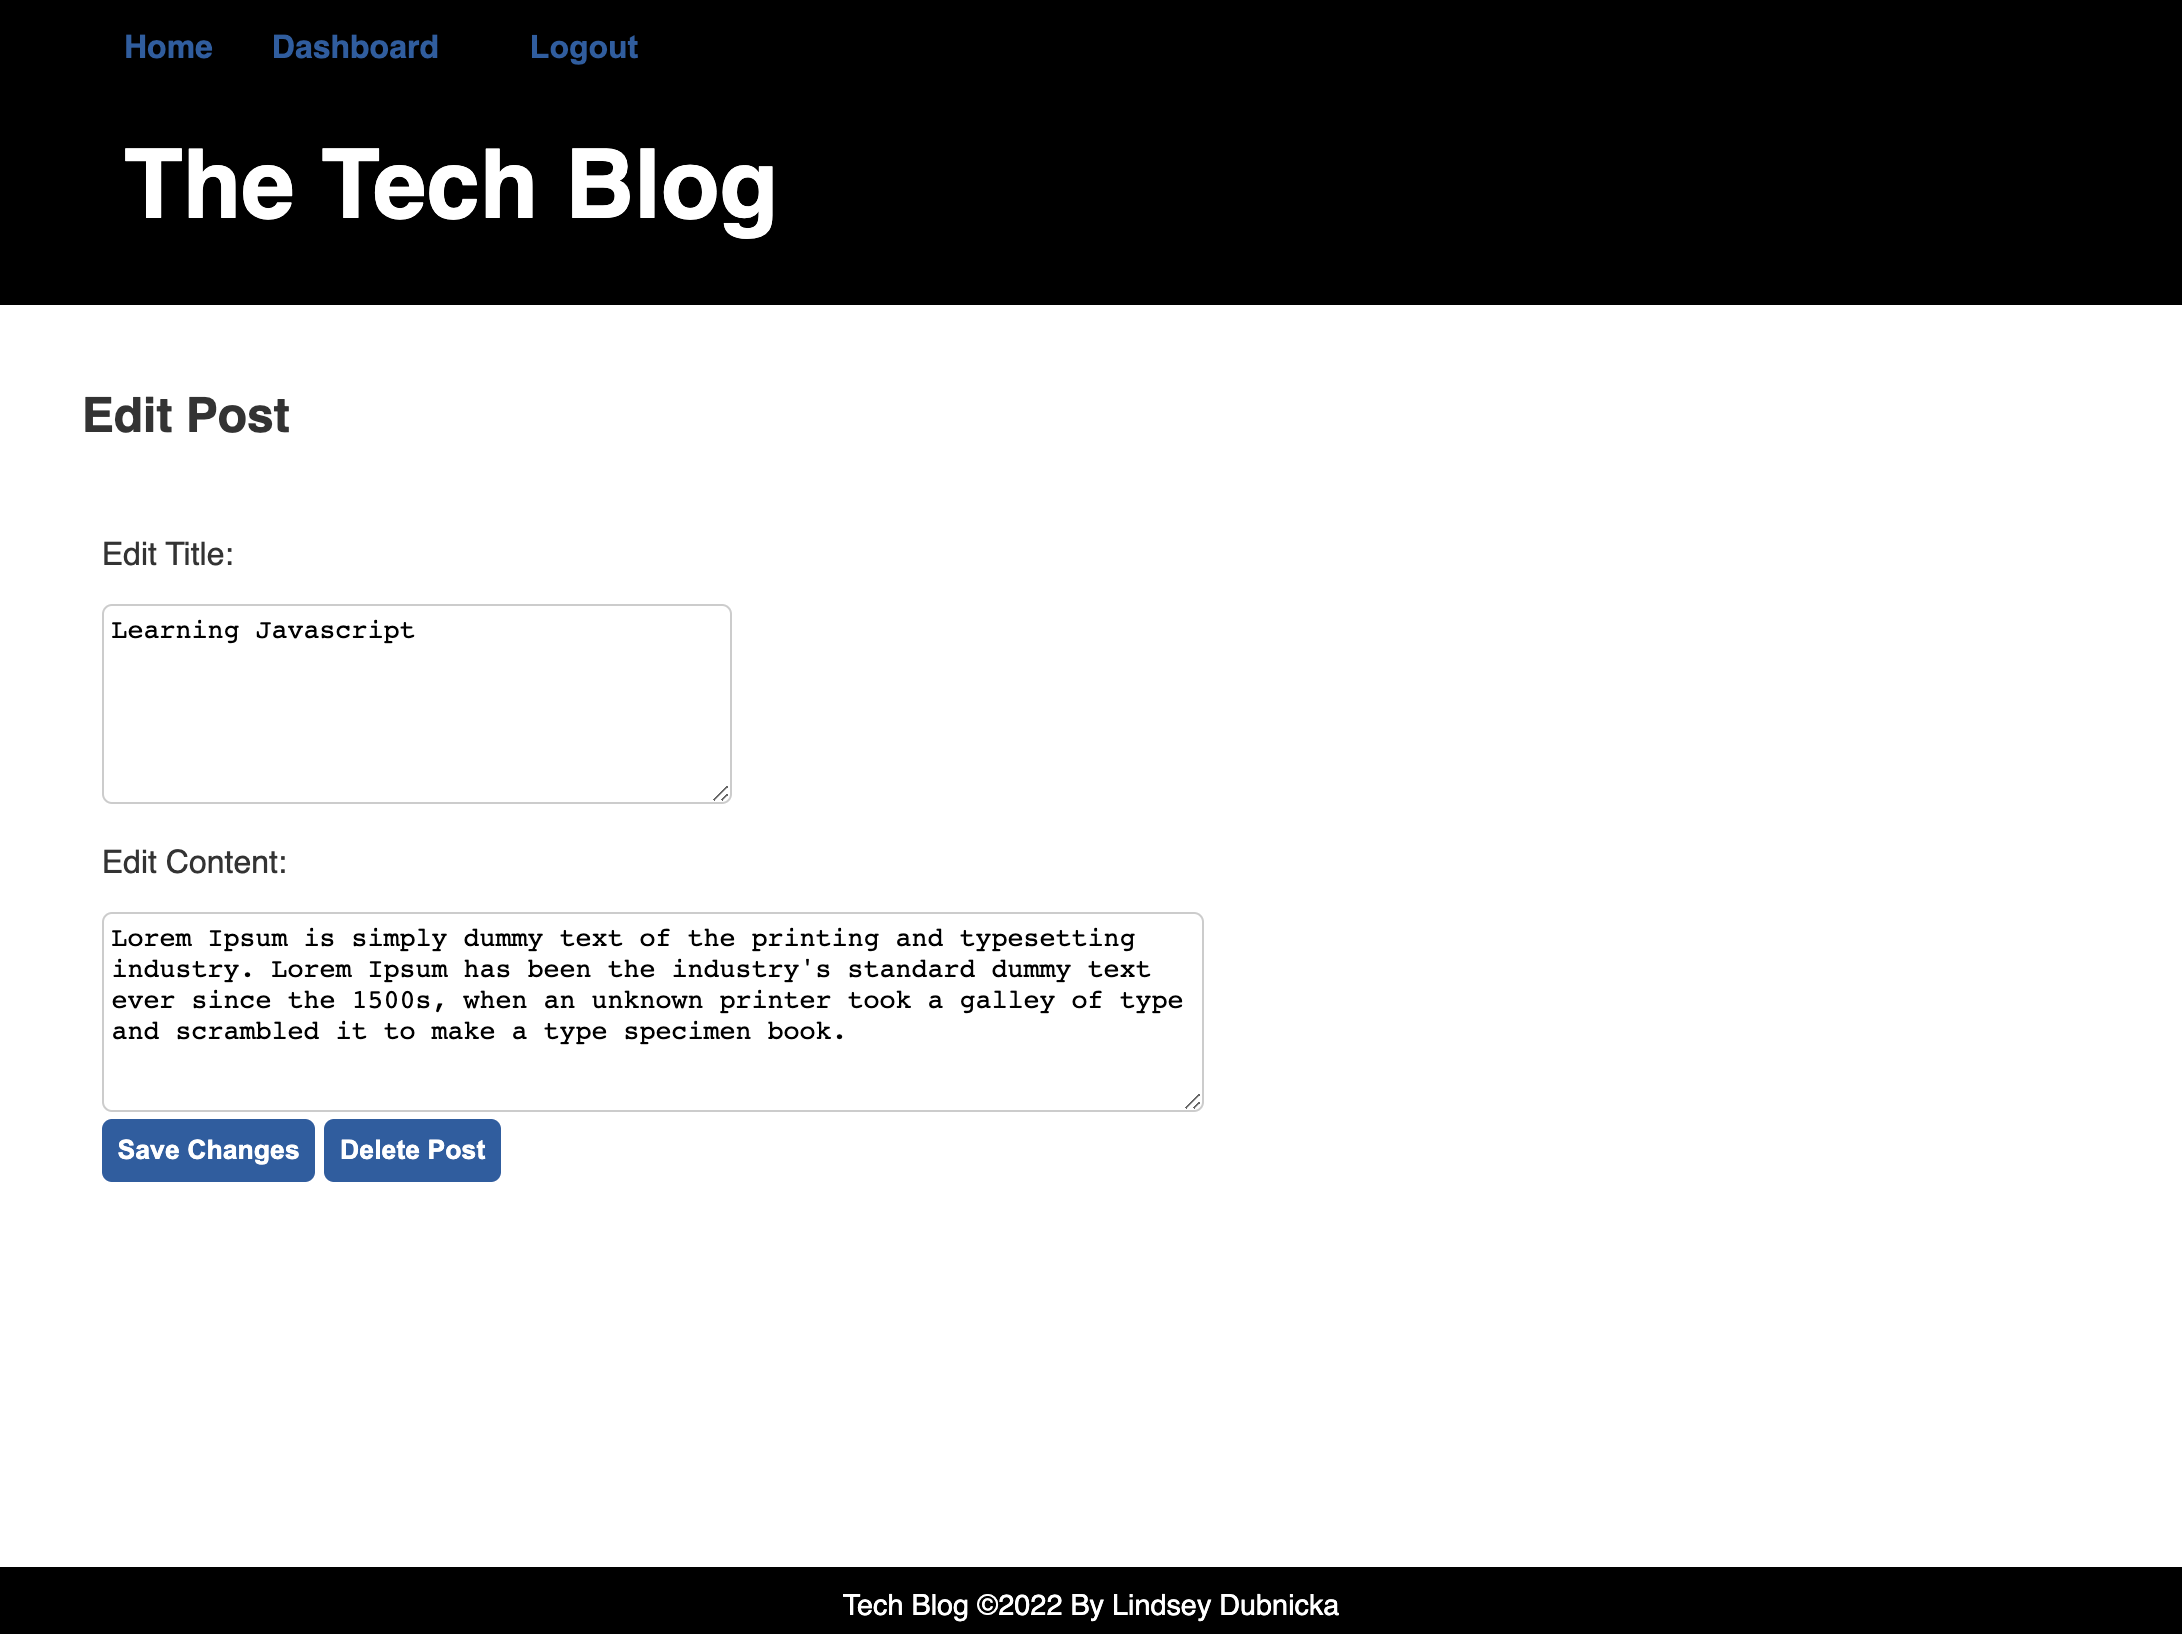 Home Dashboard Logout
The Tech Blog
Edit Post
Edit Title:
Learning Javascript
Edit Content:
Lorem Ipsum is simply dummy text of the printing and typesetting
industry. Lorem Ipsum has been the industry's standard dummy text
ever since the 1500s, when an unknown printer took a galley of type
and scrambled it to make a type specimen book.
Save Changes Delete Post
Tech Blog ©2022 By Lindsey Dubnicka